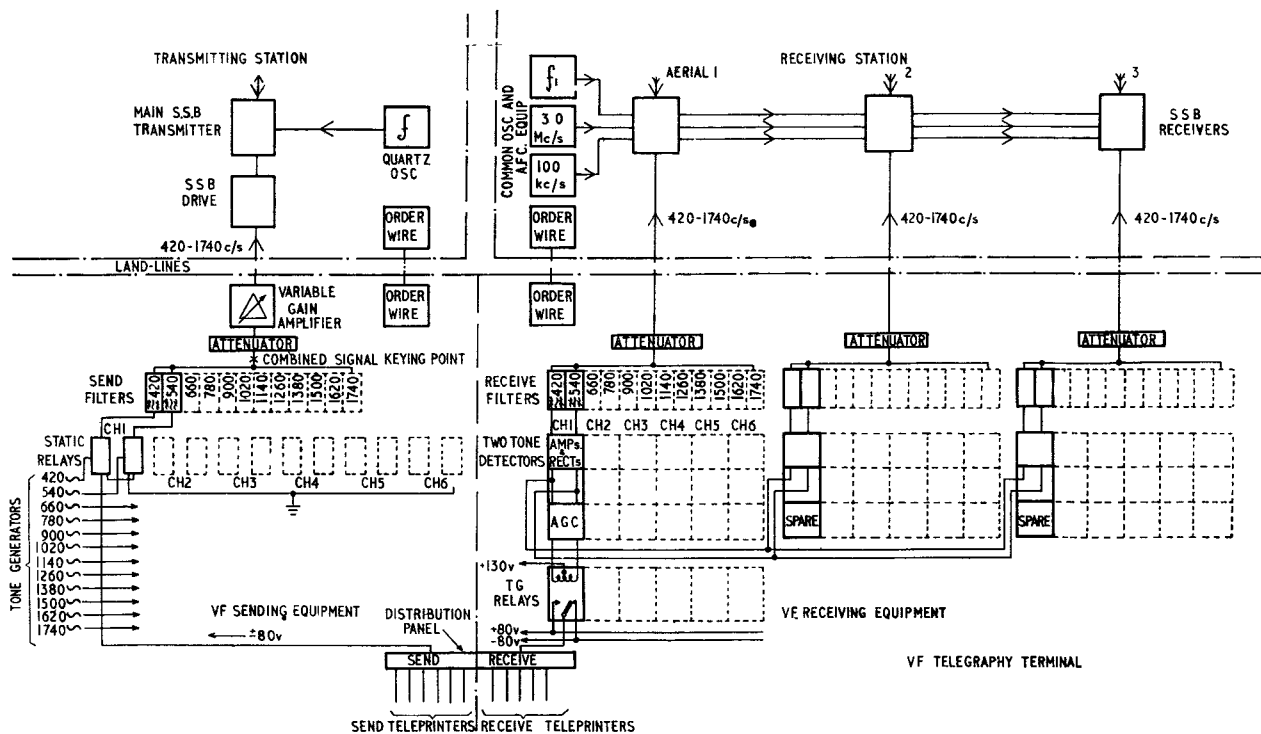 TRANSMITTING STATION
MAIN S.S.B
TRANSMITTER
f
QUARTZ
OSC
S S B
DRIVE
420-1740 c/s
ORDER
WIRE
LAND-LINES
COMMON OSC AND
A.F.C. EQUIP
f1
3 0
Mc/s
100
kc/s
AERIAL 1
RECEIVING STATION
2
3
S S B
RECEIVERS
ORDER
WIRE
420-1740 c/s
420-1740 c/s
420-1740 c/s
VARIABLE
GAIN
AMPLIFIER
ORDER
WIRE
ORDER
WIRE
ATTENUATOR
COMBINED SIGNAL KEYING POINT
ATTENUATOR
ATTENUATOR
ATTENUATOR
SEND
FILTERS
420 540 660 780 900 1020 1140 1260 1380 1500 1620 1740
RECEIVE
FILTERS
420 540 660 780 900 1020 1140 1260 1380 1500 1620 1740
CH1
STATIC
RELAYS
CH2 CH3 CH4 CH5 CH6
CH1 CH2 CH3 CH4 CH5 CH6
TWO TONE
DETECTORS
AMPS.
&
RECTS
AGC
SPARE
SPARE
TONE GENERATORS
420
540
660
780
900
1020
1140
1260
1380
1500
1620
1740
+130v
TG
RELAYS
VF SENDING EQUIPMENT
±80v
DISTRIBUTION
PANEL
+80v
-80v
VF RECEIVING EQUIPMENT
SEND RECEIVE
VF TELEGRAPHY TERMINAL
SEND TELEPRINTERS
RECEIVE TELEPRINTERS